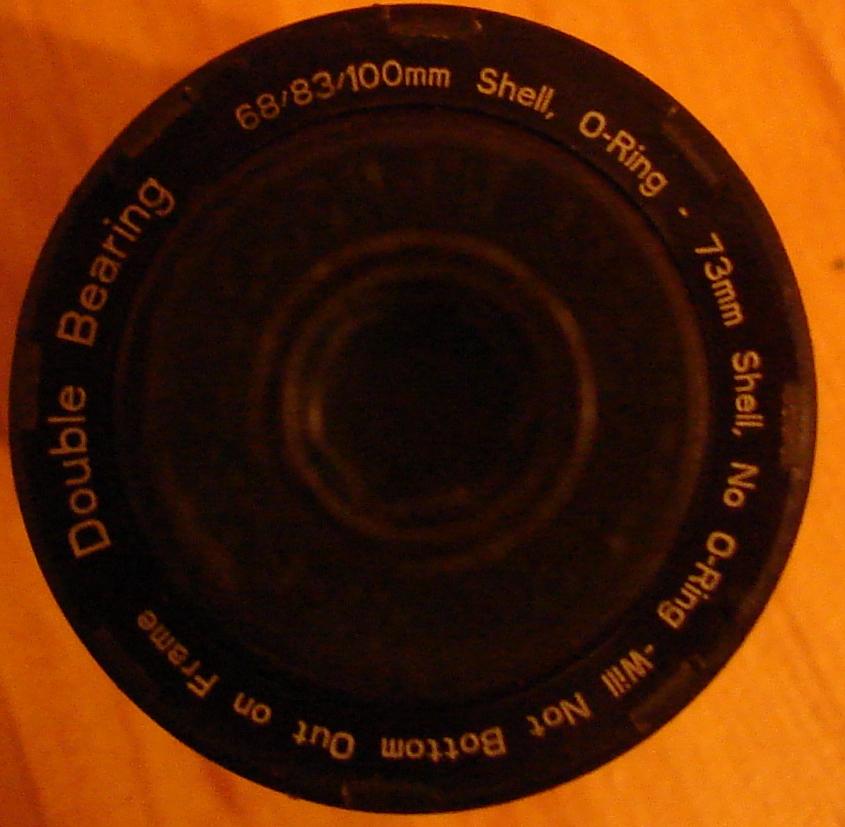 Double Bearing
68/83/100mm Shell, O-Ring - 73mm Shell, No O-Ring -Will Not Bottom Out on Frame